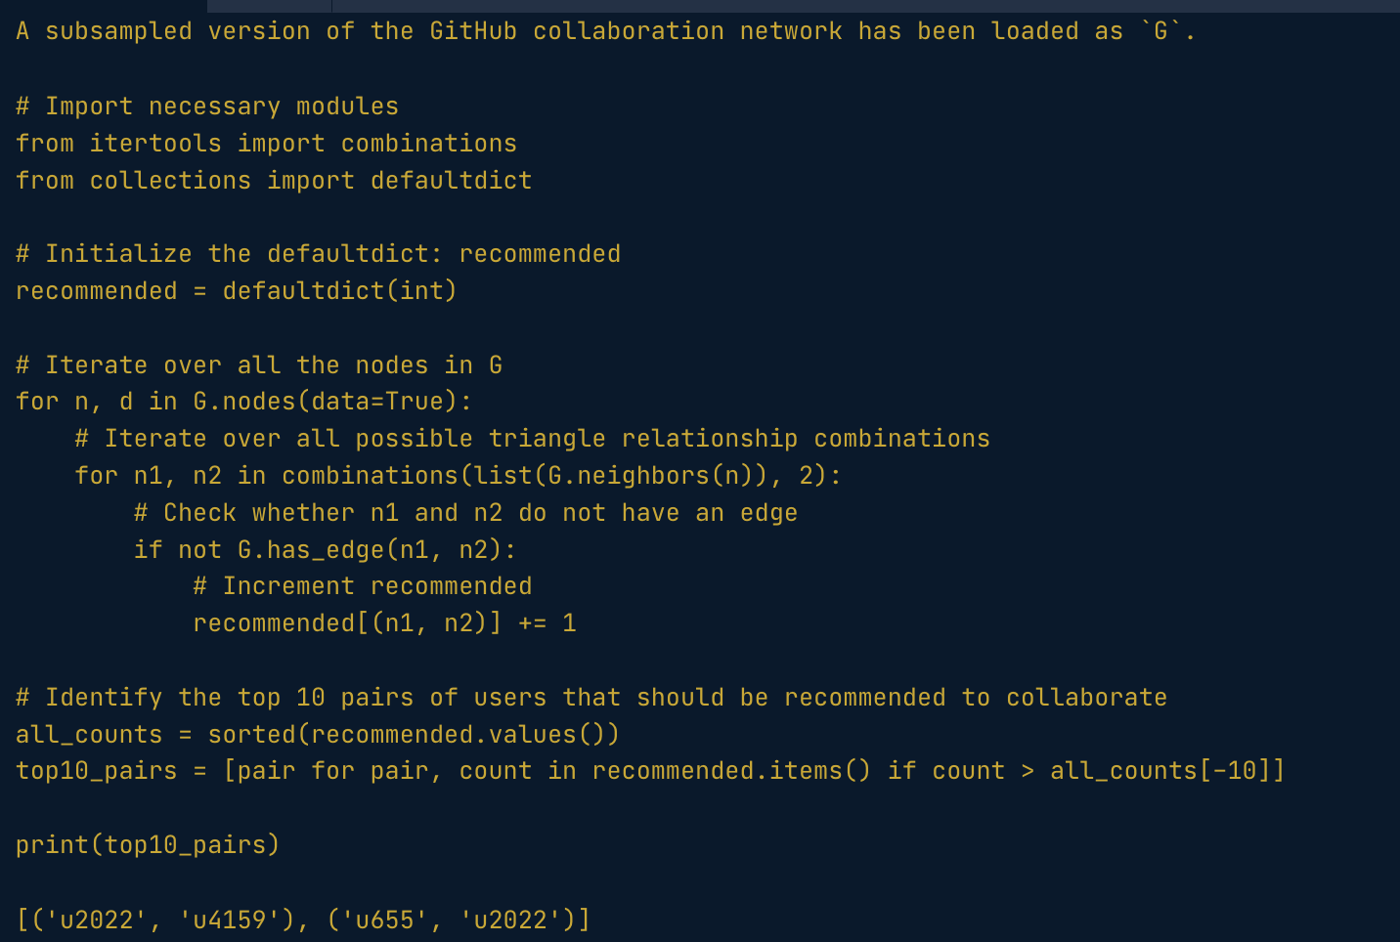 A subsampled version of the GitHub collaboration network has been loaded as `G`.
# Import necessary modules
from itertools import combinations
from collections import defaultdict
# Initialize the defaultdict: recommended
recommended = defaultdict(int)
# Iterate over all the nodes in G
for n, d in G.nodes(data=True):
    # Iterate over all possible triangle relationship combinations
    for n1, n2 in combinations(list(G.neighbors(n)), 2):
        # Check whether n1 and n2 do not have an edge
        if not G.has_edge(n1, n2):
            # Increment recommended
            recommended[(n1, n2)] += 1
# Identify the top 10 pairs of users that should be recommended to collaborate
all_counts = sorted(recommended.values())
top10_pairs = [pair for pair, count in recommended.items() if count > all_counts[-10]]
print(top10_pairs)
[('u2022', 'u4159'), ('u655', 'u2022')]